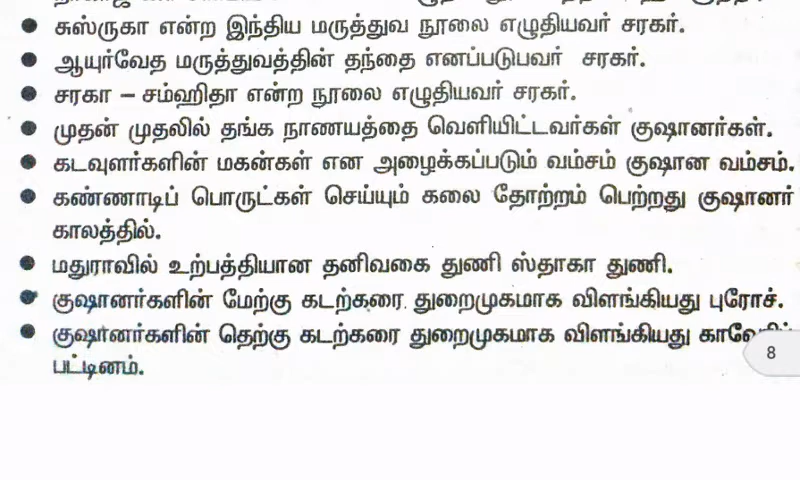 ● சுஸ்ருகா என்ற இந்திய மருத்துவ நூலை எழுதியவர் சரகர்.
● ஆயுர்வேத மருத்துவத்தின் தந்தை எனப்படுபவர் சரகர்.
● சரகா – சம்ஹிதா என்ற நூலை எழுதியவர் சரகர்.
● முதன் முதலில் தங்க நாணயத்தை வெளியிட்டவர்கள் குஷானர்கள்.
● கடவுளர்களின் மகன்கள் என அழைக்கப்படும் வம்சம் குஷான வம்சம்.
● கண்ணாடிப் பொருட்கள் செய்யும் கலை தோற்றம் பெற்றது குஷானர்
காலத்தில்.
● மதுராவில் உற்பத்தியான தனிவகை துணி ஸ்தாகா துணி.
● குஷானர்களின் மேற்கு கடற்கரை துறைமுகமாக விளங்கியது புரோச்.
● குஷானர்களின் தெற்கு கடற்கரை துறைமுகமாக விளங்கியது
பட்டினம்.
8